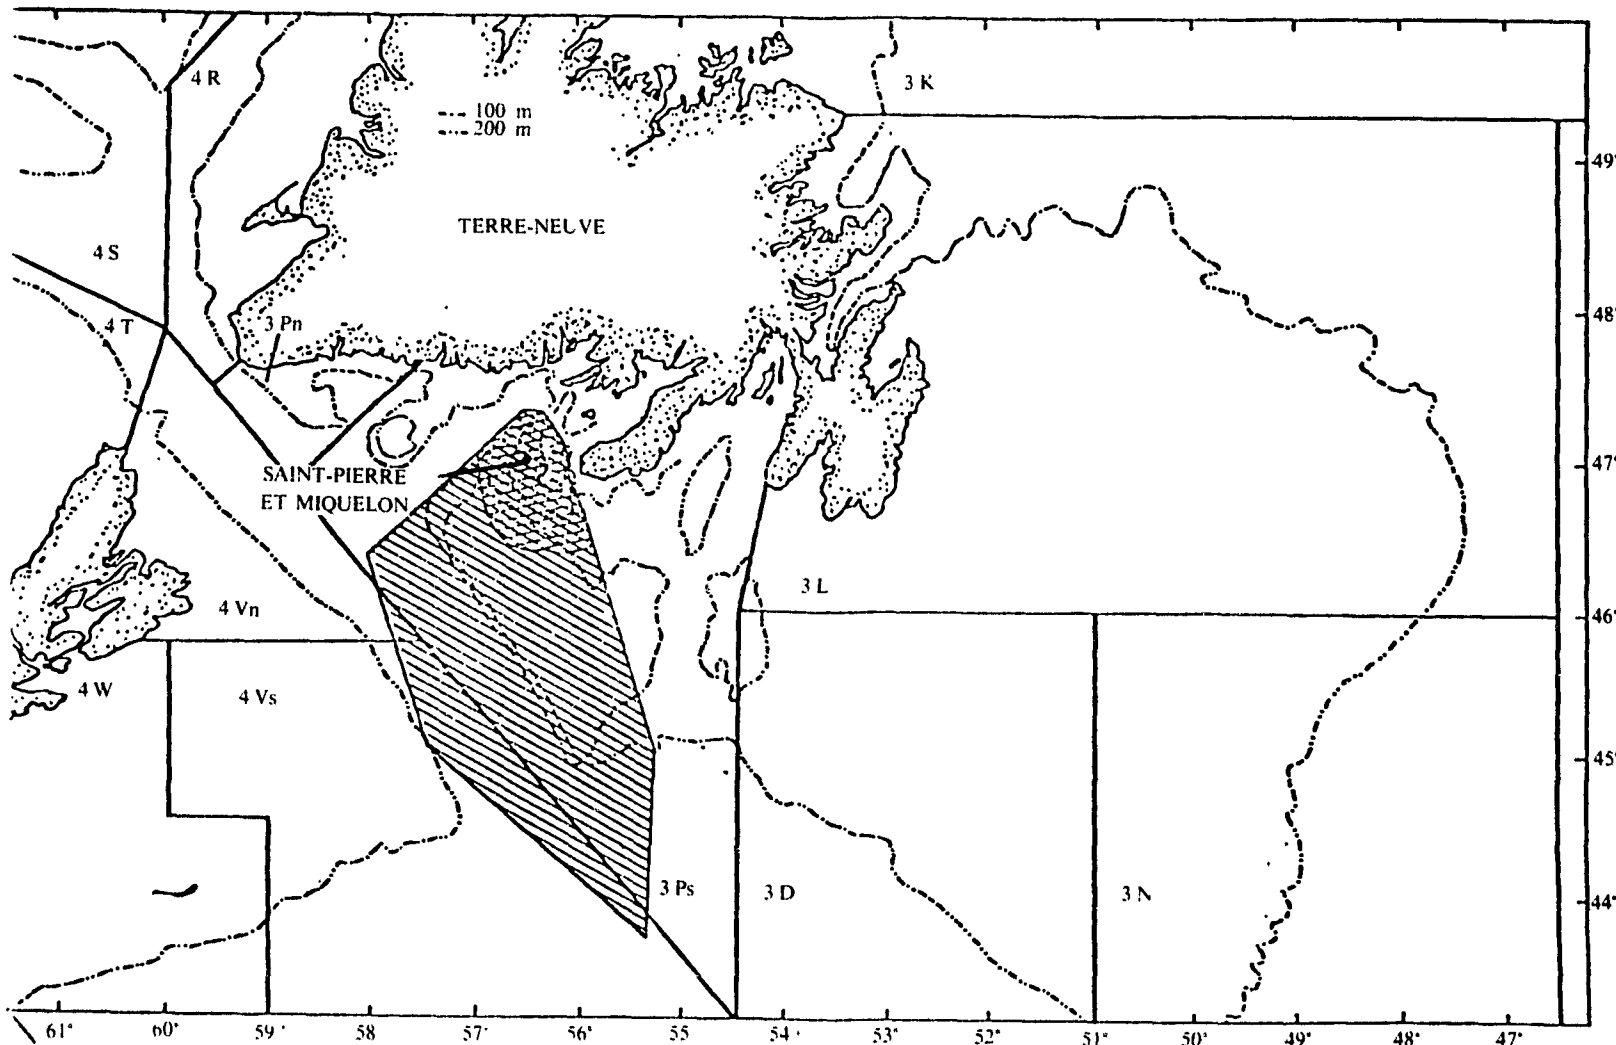 4 R
3 K
100 m
200 m
49°
TERRE-NEUVE
4 S
4 T
3 Pn
48°
47°
SAINT-PIERRE
ET MIQUELON
3 L
4 Vn
46°
4 W
4 Vs
45°
3 Ps
3 D
3 N
44°
61° 60° 59° 58° 57° 56° 55° 54° 53° 52° 51° 50° 49° 48° 47°